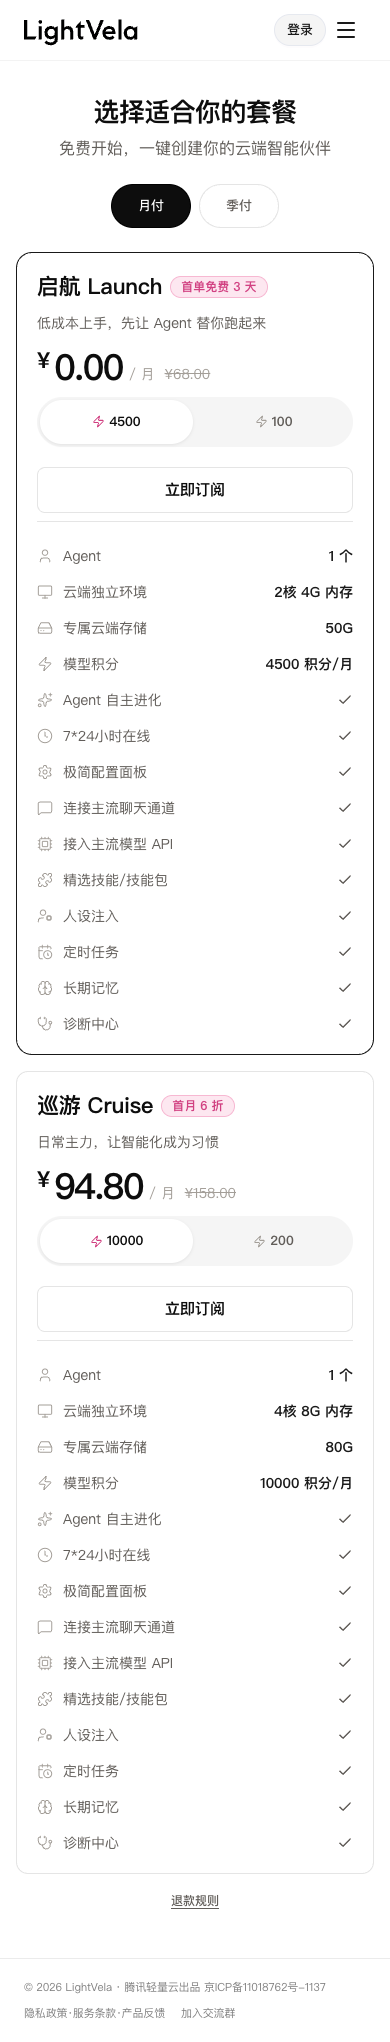 LightVela 登录
选择适合你的套餐
免费开始，一键创建你的云端智能伙伴
月付 季付
启航 Launch 首单免费 3 天
低成本上手，先让 Agent 替你跑起来
¥0.00 / 月 ¥68.00
4500 100
立即订阅
Agent 1 个
云端独立环境 2核 4G 内存
专属云端存储 50G
模型积分 4500 积分/月
Agent 自主进化
7*24小时在线
极简配置面板
连接主流聊天通道
接入主流模型 API
精选技能/技能包
人设注入
定时任务
长期记忆
诊断中心
巡游 Cruise 首月 6 折
日常主力，让智能化成为习惯
¥94.80 / 月 ¥158.00
10000 200
立即订阅
Agent 1 个
云端独立环境 4核 8G 内存
专属云端存储 80G
模型积分 10000 积分/月
Agent 自主进化
7*24小时在线
极简配置面板
连接主流聊天通道
接入主流模型 API
精选技能/技能包
人设注入
定时任务
长期记忆
诊断中心
退款规则
© 2026 LightVela · 腾讯轻量云出品 京ICP备11018762号-1137
隐私政策·服务条款·产品反馈 加入交流群